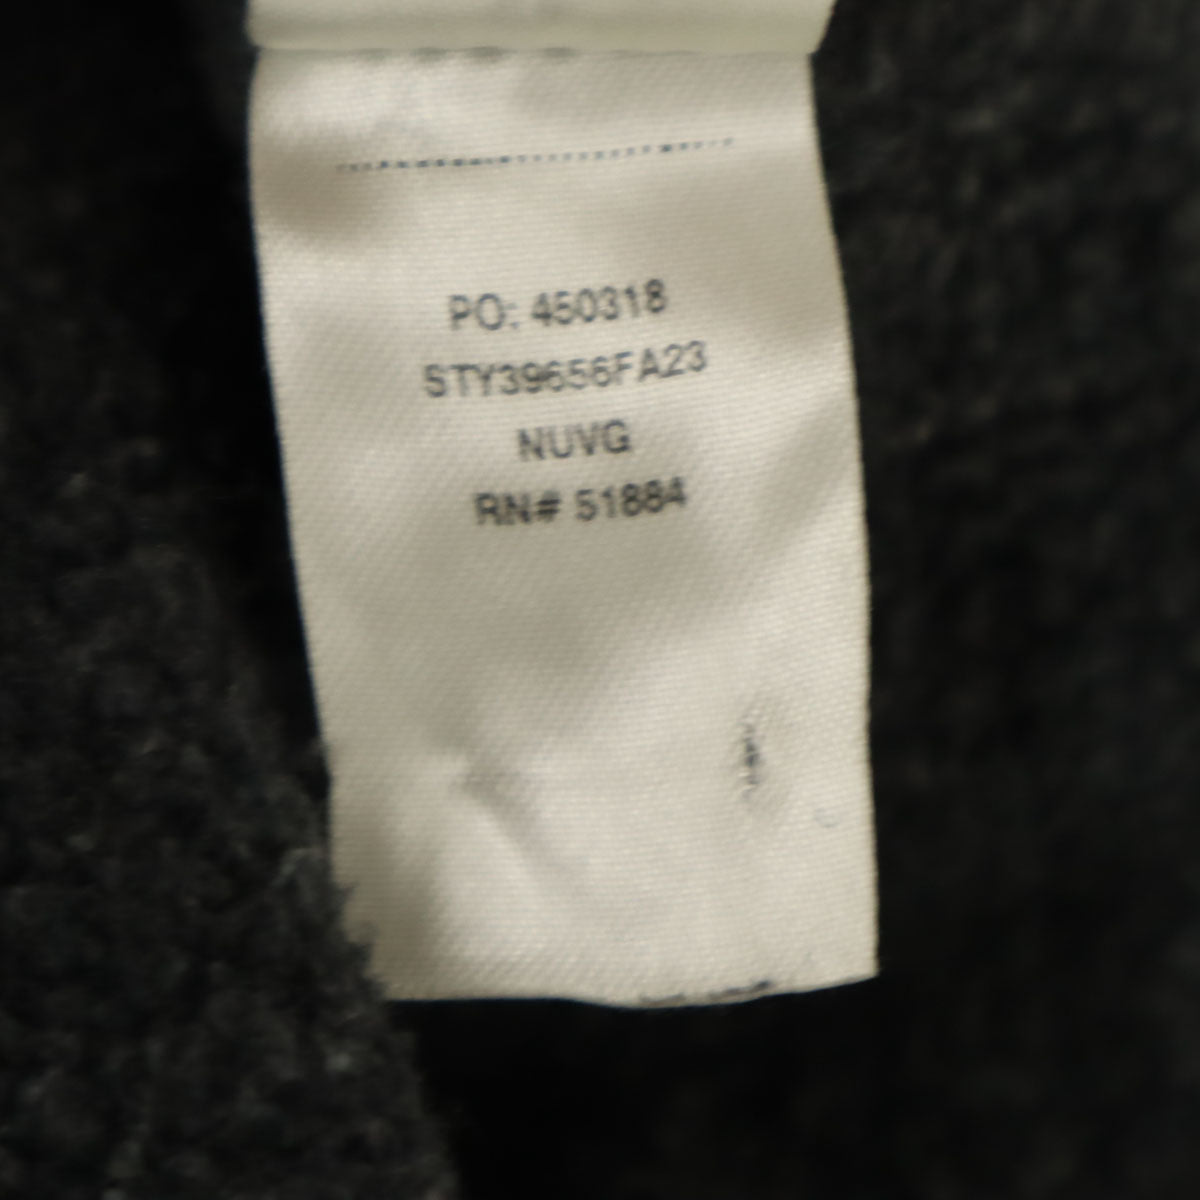 PO: 450318
STY39656FA23
NUVG
RN# 51884